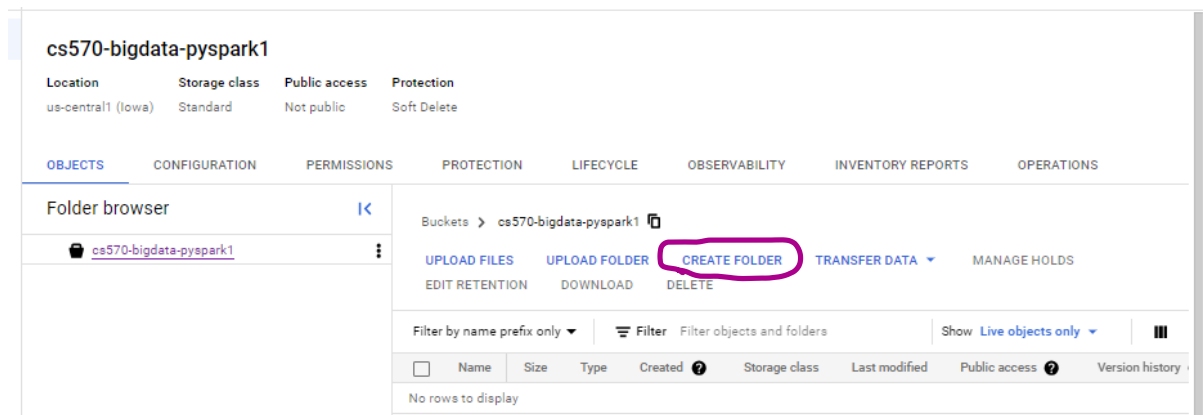 cs570-bigdata-pyspark1
Location Storage class Public access Protection
us-central1 (Iowa) Standard Not public Soft Delete
OBJECTS CONFIGURATION PERMISSIONS PROTECTION LIFECYCLE OBSERVABILITY INVENTORY REPORTS OPERATIONS
Folder browser
cs570-bigdata-pyspark1
Buckets > cs570-bigdata-pyspark1
UPLOAD FILES UPLOAD FOLDER CREATE FOLDER TRANSFER DATA MANAGE HOLDS
EDIT RETENTION DOWNLOAD DELETE
Filter by name prefix only Filter Filter objects and folders Show Live objects only
Name Size Type Created Storage class Last modified Public access Version history
No rows to display